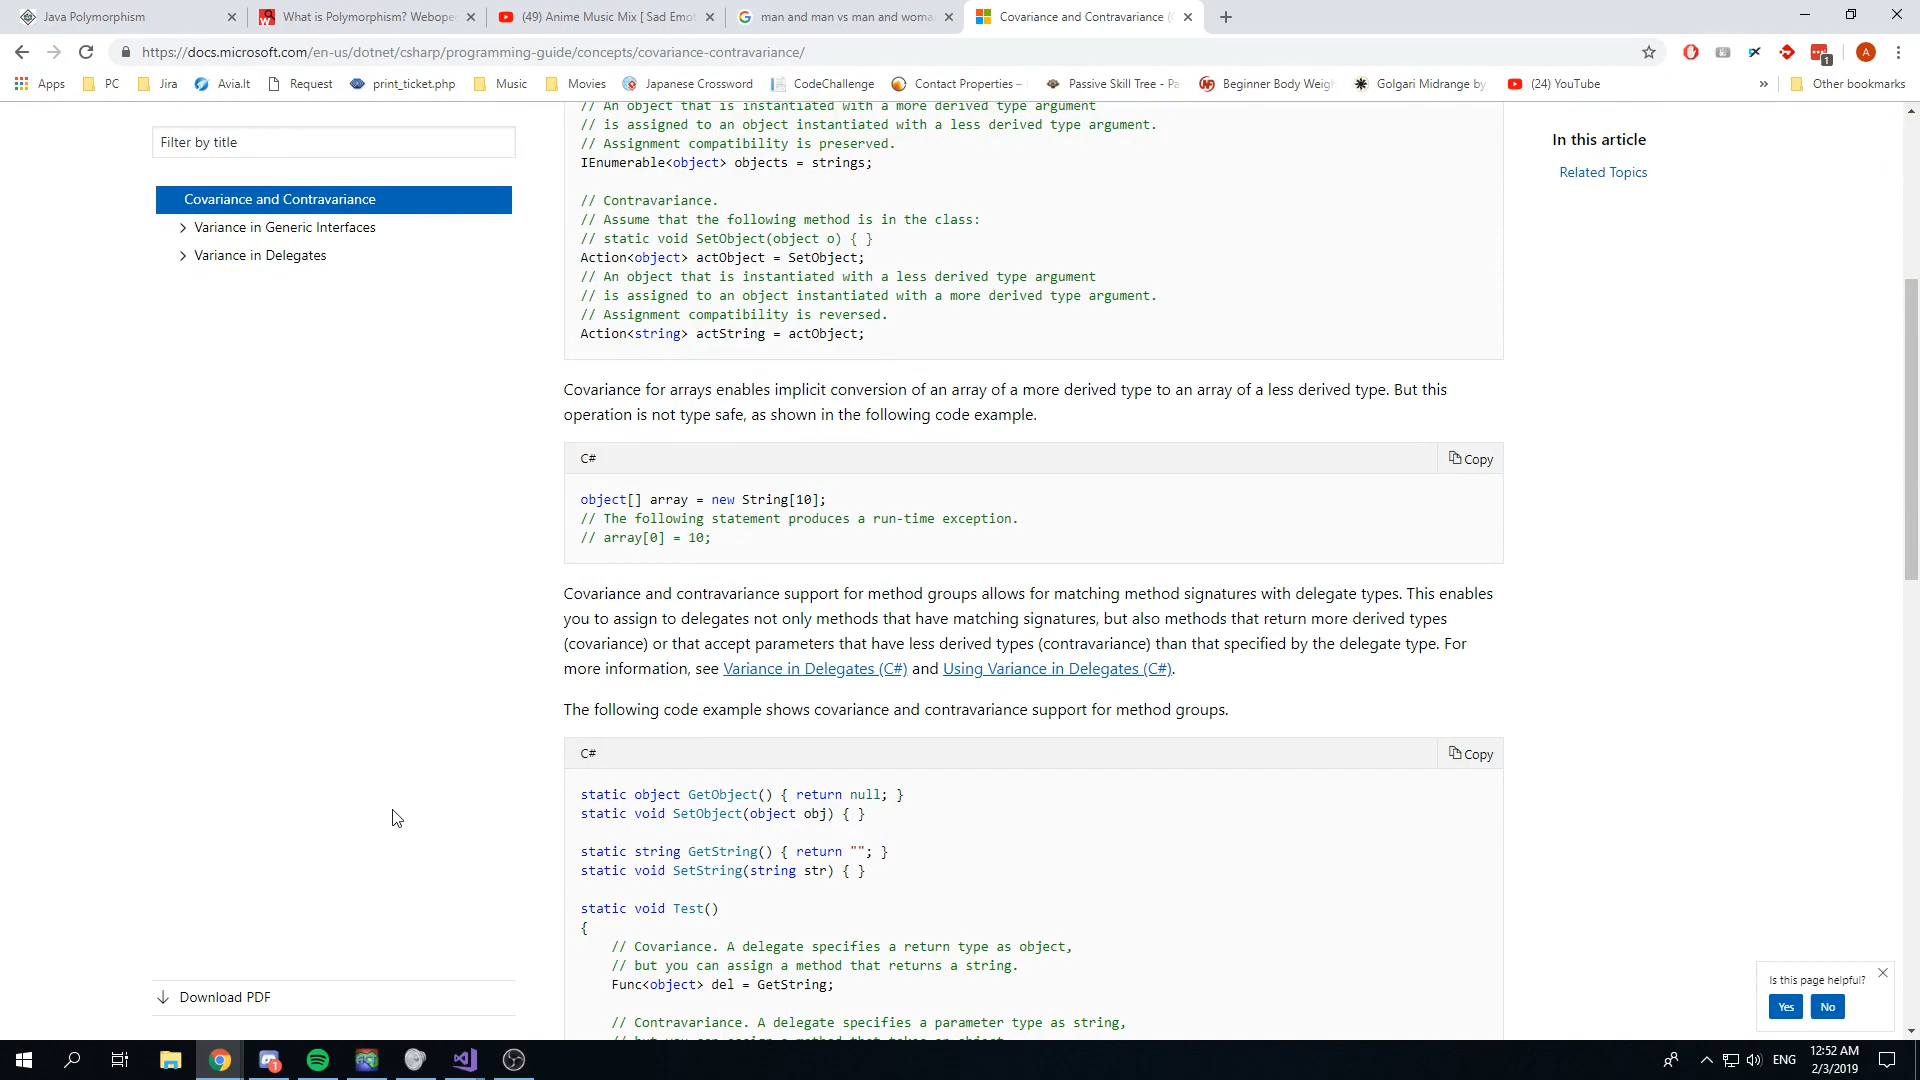 Java Polymorphism
What is Polymorphism? Webope
(49) Anime Music Mix [ Sad Emot
man and man vs man and woma
Covariance and Contravariance (
https://docs.microsoft.com/en-us/dotnet/csharp/programming-guide/concepts/covariance-contravariance/
A
1
Apps
PC
Jira
Avia.lt
Request
print_ticket.php
Music
Movies
Japanese Crossword
CodeChallenge
Contact Properties –
Passive Skill Tree - Pa
Beginner Body Weigh
Golgari Midrange by
(24) YouTube
»
Other bookmarks
Filter by title
Covariance and Contravariance
Variance in Generic Interfaces
Variance in Delegates
Download PDF
// An object that is instantiated with a more derived type argument
// is assigned to an object instantiated with a less derived type argument.
// Assignment compatibility is preserved.
IEnumerable<object> objects = strings;
// Contravariance.
// Assume that the following method is in the class:
// static void SetObject(object o) { }
Action<object> actObject = SetObject;
// An object that is instantiated with a less derived type argument
// is assigned to an object instantiated with a more derived type argument.
// Assignment compatibility is reversed.
Action<string> actString = actObject;
Covariance for arrays enables implicit conversion of an array of a more derived type to an array of a less derived type. But this
operation is not type safe, as shown in the following code example.
C#
Copy
object[] array = new String[10];
// The following statement produces a run-time exception.
// array[0] = 10;
Covariance and contravariance support for method groups allows for matching method signatures with delegate types. This enables
you to assign to delegates not only methods that have matching signatures, but also methods that return more derived types
(covariance) or that accept parameters that have less derived types (contravariance) than that specified by the delegate type. For
more information, see Variance in Delegates (C#) and Using Variance in Delegates (C#).
The following code example shows covariance and contravariance support for method groups.
C#
Copy
static object GetObject() { return null; }
static void SetObject(object obj) { }
static string GetString() { return ""; }
static void SetString(string str) { }
static void Test()
{
// Covariance. A delegate specifies a return type as object,
// but you can assign a method that returns a string.
Func<object> del = GetString;
// Contravariance. A delegate specifies a parameter type as string,
In this article
Related Topics
Is this page helpful?
Yes
No
ENG
12:52 AM
2/3/2019